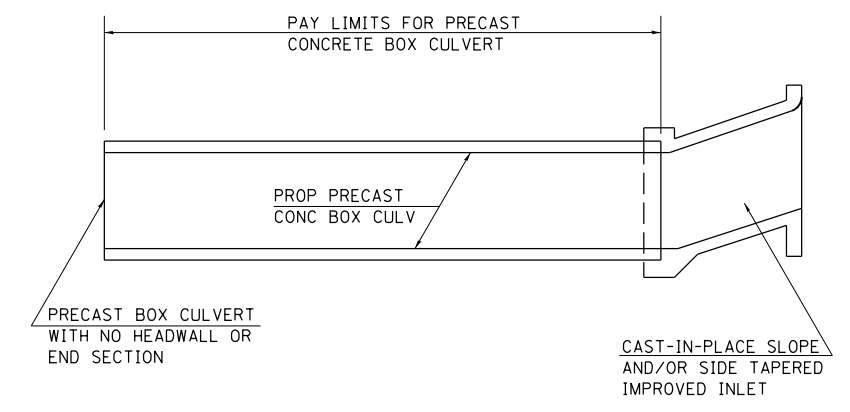 PAY LIMITS FOR PRECAST
CONCRETE BOX CULVERT
PROP PRECAST
CONC BOX CULV
PRECAST BOX CULVERT
WITH NO HEADWALL OR
END SECTION
CAST-IN-PLACE SLOPE
AND/OR SIDE TAPERED
IMPROVED INLET